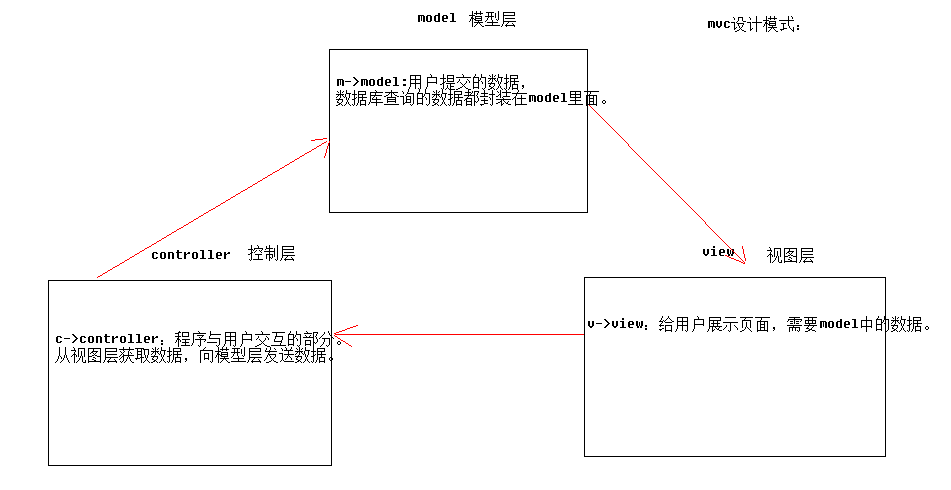 model 模型层
mvc设计模式：
m->model:用户提交的数据，
数据库查询的数据都封装在model里面。
controller 控制层
view 视图层
c->controller：程序与用户交互的部分。
从视图层获取数据，向模型层发送数据。
v->view：给用户展示页面，需要model中的数据。